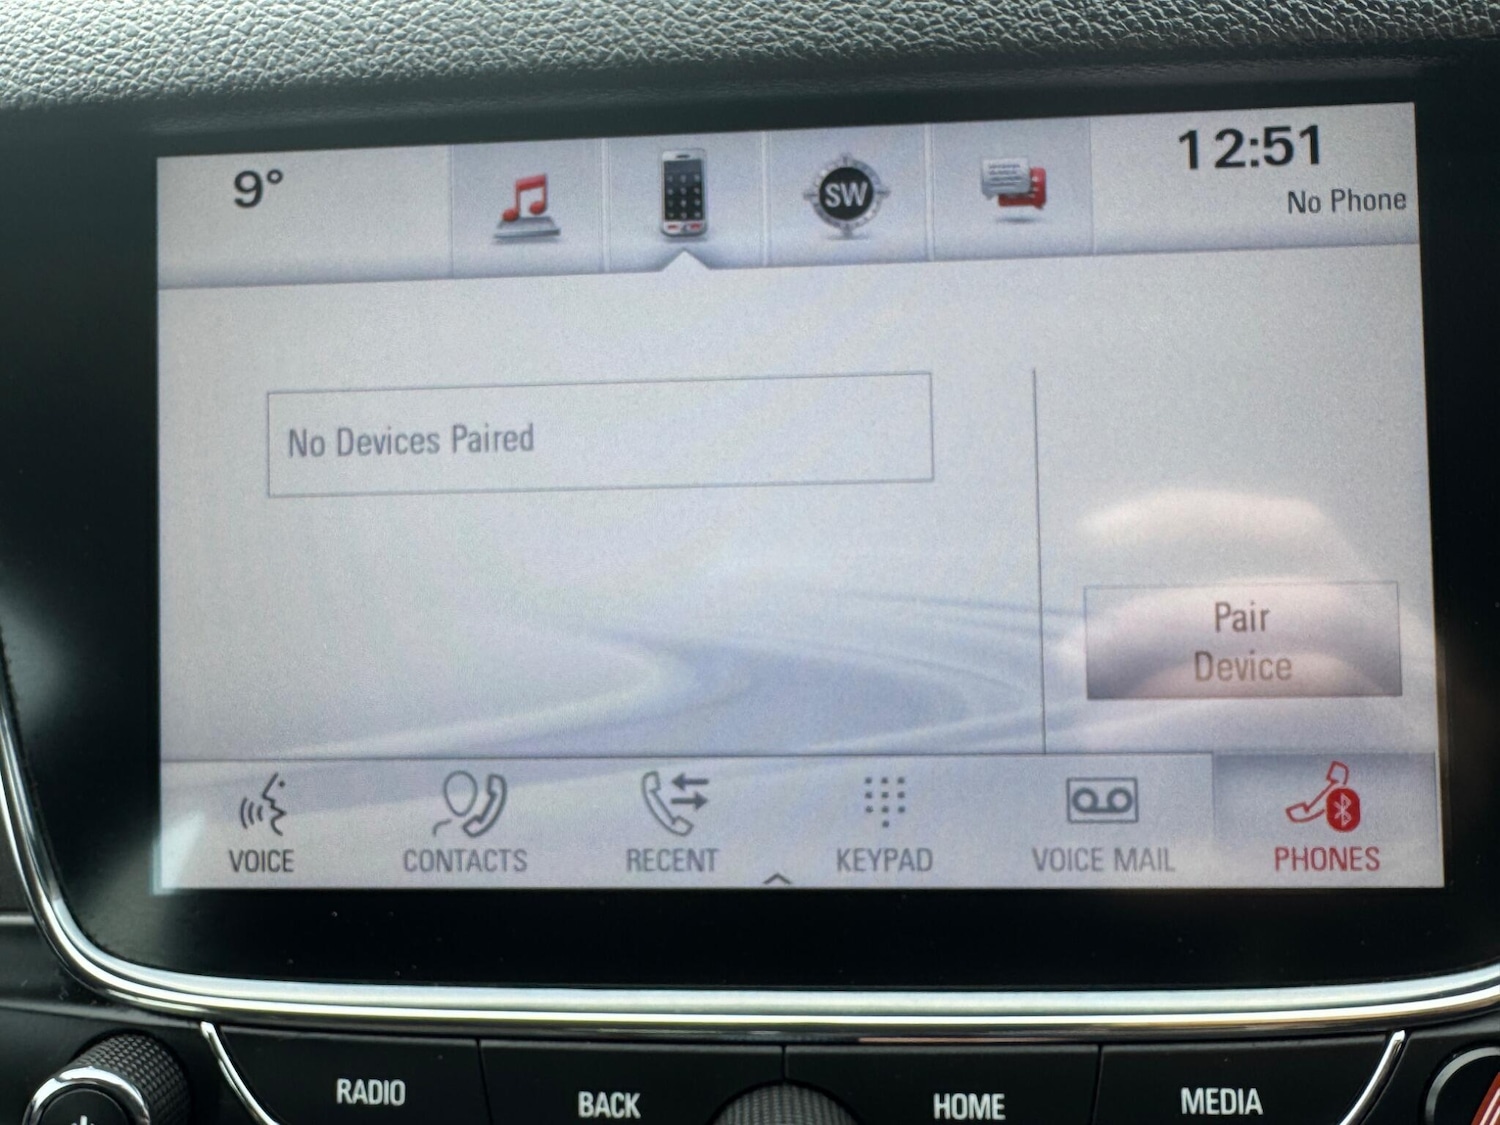 9°
SW
12:51
No Phone
No Devices Paired
Pair
Device
VOICE
CONTACTS
RECENT
KEYPAD
VOICE MAIL
PHONES
RADIO
BACK
HOME
MEDIA